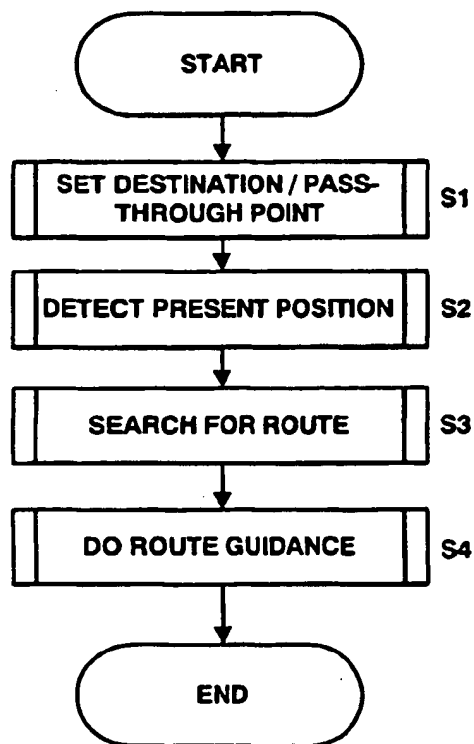 START
SET DESTINATION / PASS-
THROUGH POINT
S1
DETECT PRESENT POSITION
S2
SEARCH FOR ROUTE
S3
DO ROUTE GUIDANCE
S4
END